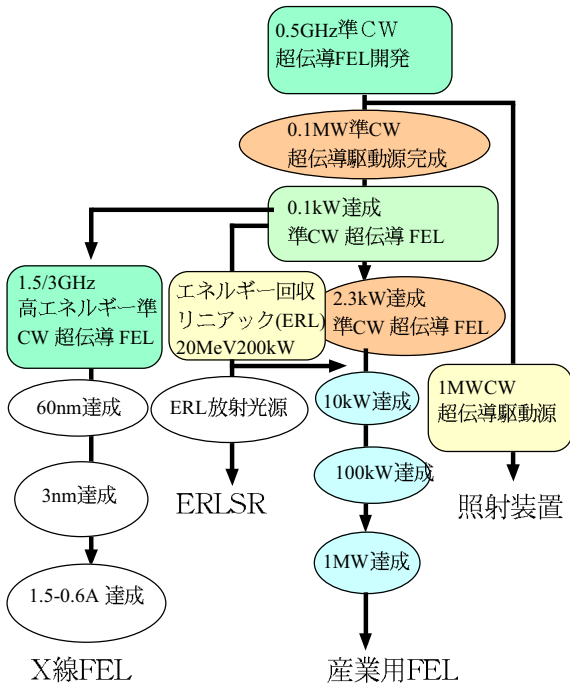 0.5GHz準ＣＷ
超伝導FEL開発
0.1MW準CW
超伝導駆動源完成
0.1kW達成
準CW 超伝導 FEL
1.5/3GHz
高エネルギー準
CW 超伝導 FEL
エネルギー回収
リニアック(ERL)
20MeV200kW
2.3kW達成
準CW 超伝導 FEL
1MWCW
超伝導駆動源
60nm達成
ERL放射光源
10kW達成
3nm達成
ERLSR
100kW達成
照射装置
1MW達成
1.5-0.6A 達成
X線FEL
産業用FEL